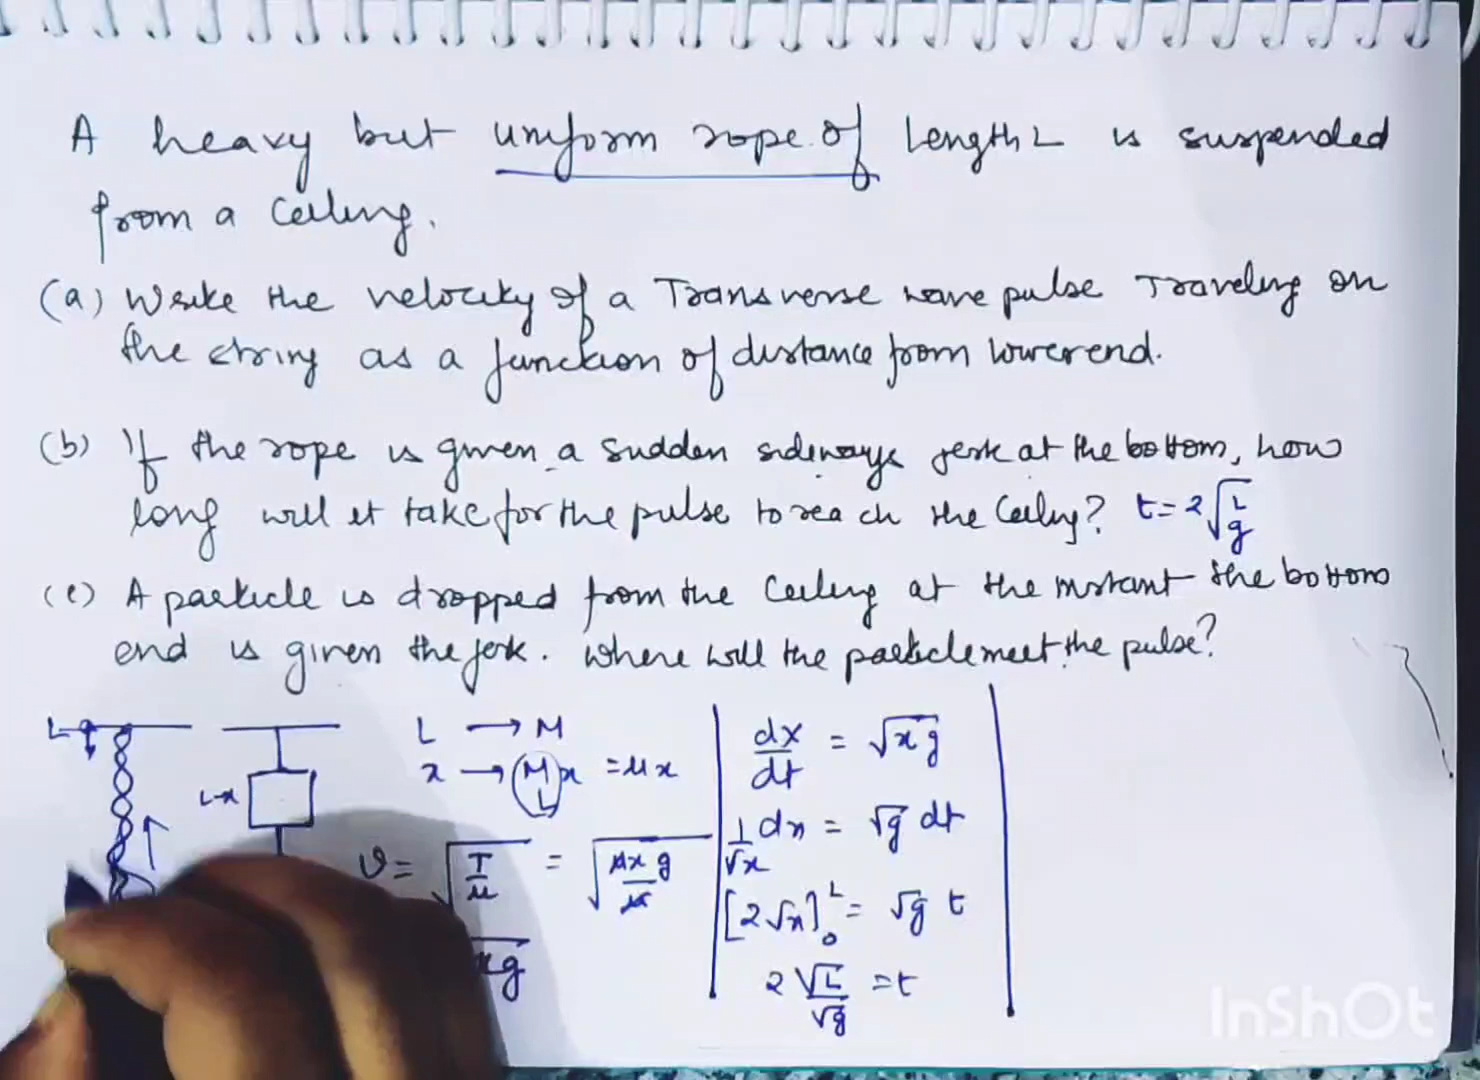 A heavy but uniform rope of Length L is suspended
from a Ceiling.
(a) Write the velocity of a Transverse wave pulse Traveling on
the string as a function of distance from lower end.
(b) If the rope is given a sudden sideways jerk at the bottom, how
long will it take for the pulse to reach the Ceiling? t = 2√(L/g)
(c) A particle is dropped from the Ceiling at the instant the bottom
end is given the jerk. Where will the particle meet the pulse?
L
L-x
L → M
x → (M/L)x = μx
v = √(T/μ) = √(μxg/μ)
xg
dx/dt = √xg
1/√x dx = √g dt
[2√x]₀ᴸ = √g t
2√L/√g = t
InShOt